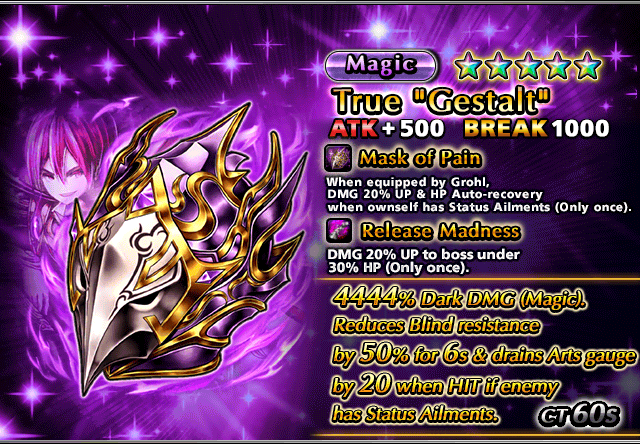 Magic
True "Gestalt"
ATK+500 BREAK 1000
Mask of Pain
When equipped by Grohl,
DMG 20% UP & HP Auto-recovery
when ownself has Status Ailments (Only once).
Release Madness
DMG 20% UP to boss under
30% HP (Only once).
4444% Dark DMG (Magic).
Reduces Blind resistance
by 50% for 6s & drains Arts gauge
by 20 when HIT if enemy
has Status Ailments.
CT60s